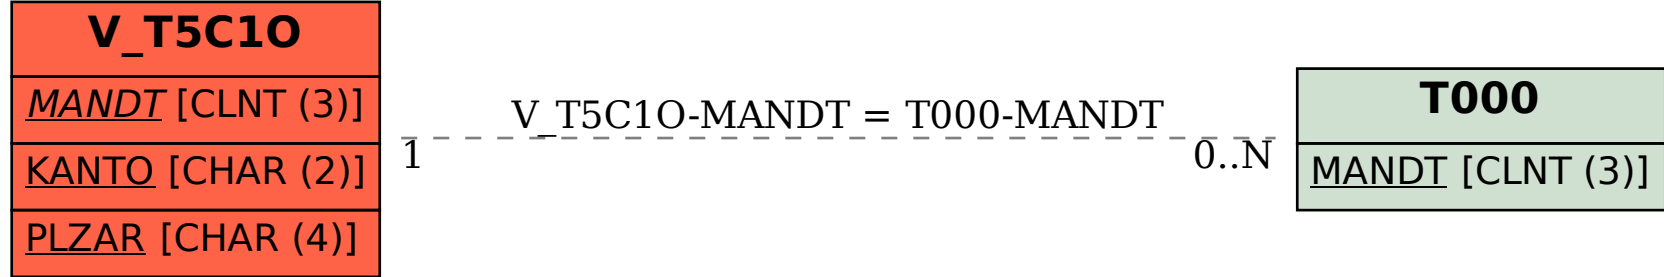 V_T5C1O
MANDT [CLNT (3)]
KANTO [CHAR (2)]
PLZAR [CHAR (4)]
V_T5C1O-MANDT = T000-MANDT
1
0..N
T000
MANDT [CLNT (3)]